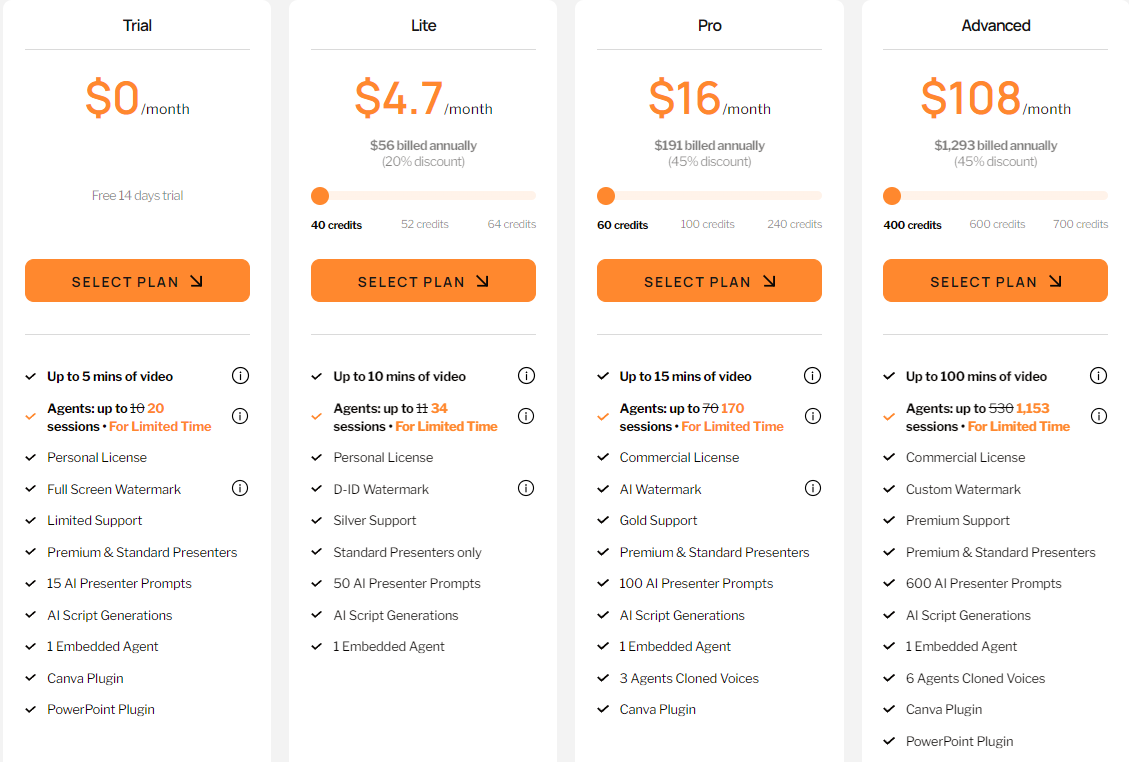 Trial
$0/month
Free 14 days trial
SELECT PLAN
Up to 5 mins of video
Agents: up to 10 20
sessions • For Limited Time
Personal License
Full Screen Watermark
Limited Support
Premium & Standard Presenters
15 AI Presenter Prompts
AI Script Generations
1 Embedded Agent
Canva Plugin
PowerPoint Plugin
Lite
$4.7/month
$56 billed annually
(20% discount)
40 credits 52 credits 64 credits
SELECT PLAN
Up to 10 mins of video
Agents: up to 11 34
sessions • For Limited Time
Personal License
D-ID Watermark
Silver Support
Standard Presenters only
50 AI Presenter Prompts
AI Script Generations
1 Embedded Agent
Pro
$16/month
$191 billed annually
(45% discount)
60 credits 100 credits 240 credits
SELECT PLAN
Up to 15 mins of video
Agents: up to 70 170
sessions • For Limited Time
Commercial License
AI Watermark
Gold Support
Premium & Standard Presenters
100 AI Presenter Prompts
AI Script Generations
1 Embedded Agent
3 Agents Cloned Voices
Canva Plugin
Advanced
$108/month
$1,293 billed annually
(45% discount)
400 credits 600 credits 700 credits
SELECT PLAN
Up to 100 mins of video
Agents: up to 530 1,153
sessions • For Limited Time
Commercial License
Custom Watermark
Premium Support
Premium & Standard Presenters
600 AI Presenter Prompts
AI Script Generations
1 Embedded Agent
6 Agents Cloned Voices
Canva Plugin
PowerPoint Plugin